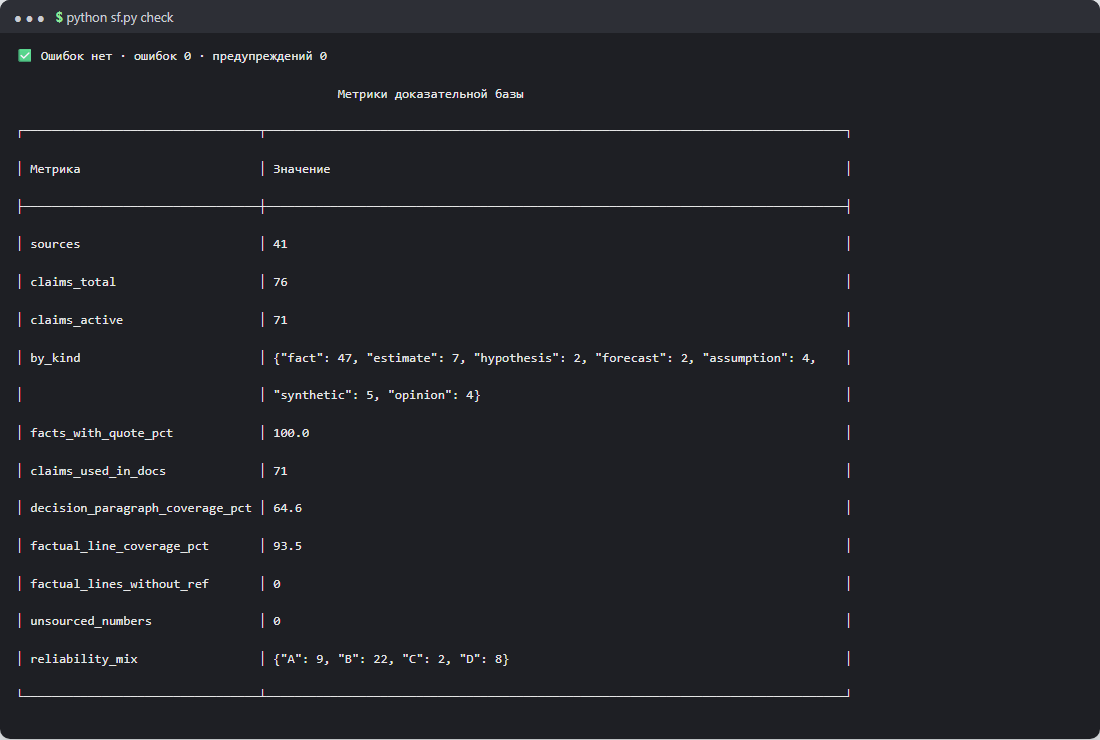 $ python sf.py check
✅ Ошибок нет · ошибок 0 · предупреждений 0
Метрики доказательной базы
Метрика Значение
sources 41
claims_total 76
claims_active 71
by_kind {"fact": 47, "estimate": 7, "hypothesis": 2, "forecast": 2, "assumption": 4,
"synthetic": 5, "opinion": 4}
facts_with_quote_pct 100.0
claims_used_in_docs 71
decision_paragraph_coverage_pct 64.6
factual_line_coverage_pct 93.5
factual_lines_without_ref 0
unsourced_numbers 0
reliability_mix {"A": 9, "B": 22, "C": 2, "D": 8}